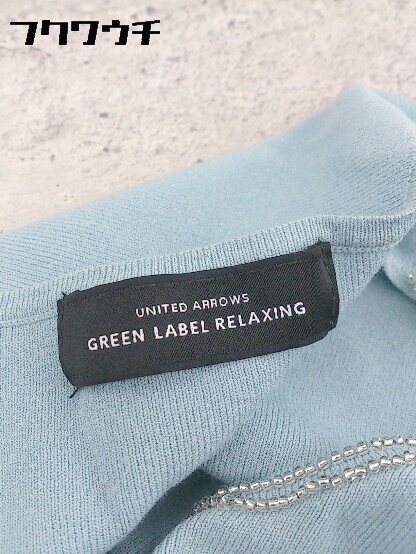 フクワウチ
UNITED ARROWS
GREEN LABEL RELAXING